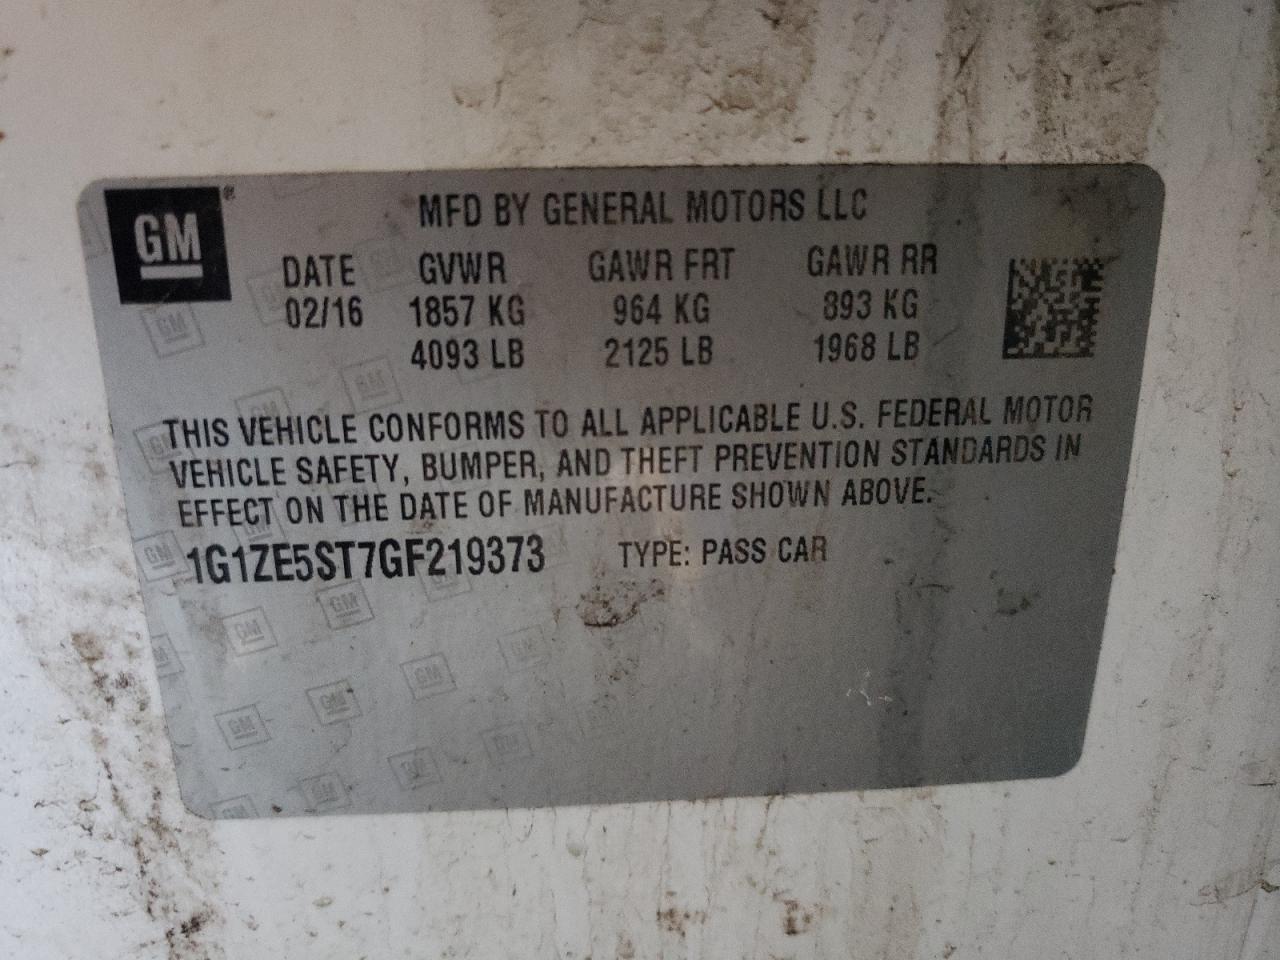 GM®
MFD BY GENERAL MOTORS LLC
DATE GVWR GAWR FRT GAWR RR
02/16 1857 KG 964 KG 893 KG
4093 LB 2125 LB 1968 LB
THIS VEHICLE CONFORMS TO ALL APPLICABLE U.S. FEDERAL MOTOR
VEHICLE SAFETY, BUMPER, AND THEFT PREVENTION STANDARDS IN
EFFECT ON THE DATE OF MANUFACTURE SHOWN ABOVE.
1G1ZE5ST7GF219373 TYPE: PASS CAR